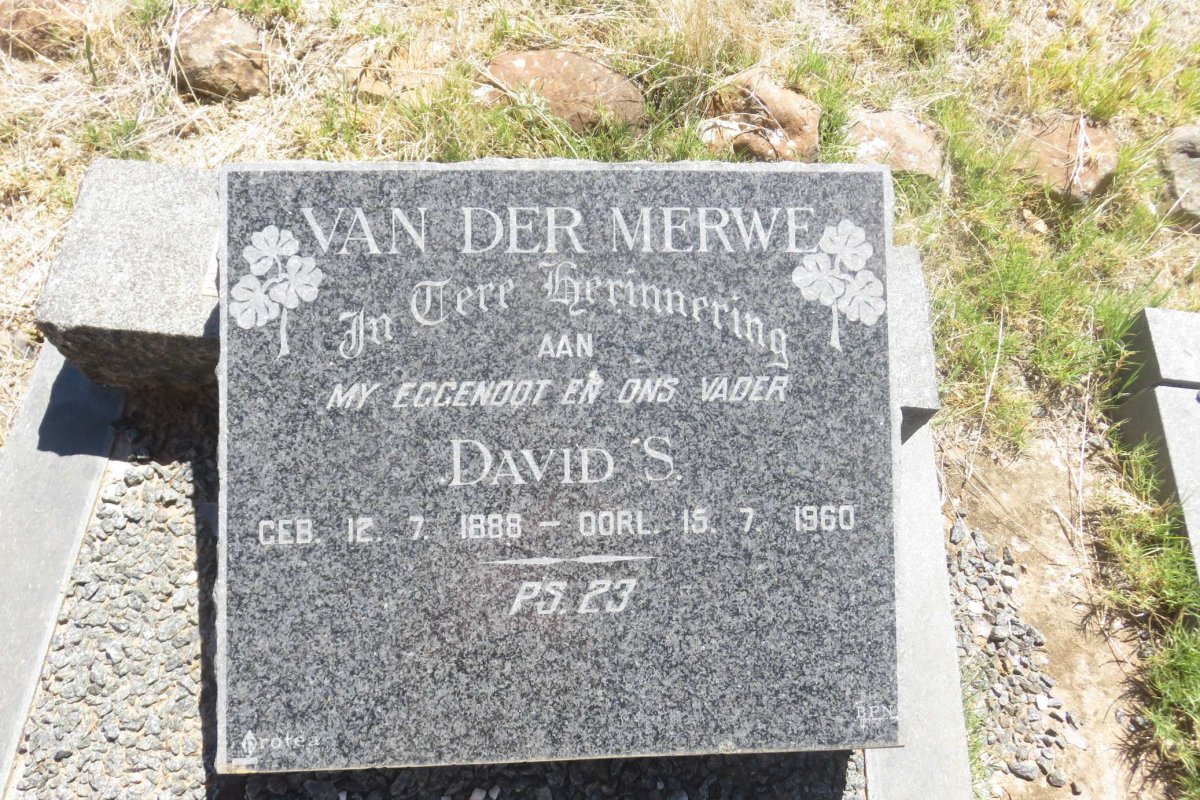 VAN DER MERWE
In Tere Herinnering
AAN
MY EGGENOOT EN ONS VADER
DAVID S.
GEB. 12. 7. 1888 – OORL. 15. 7. 1960
PS. 23
Protea
BEN